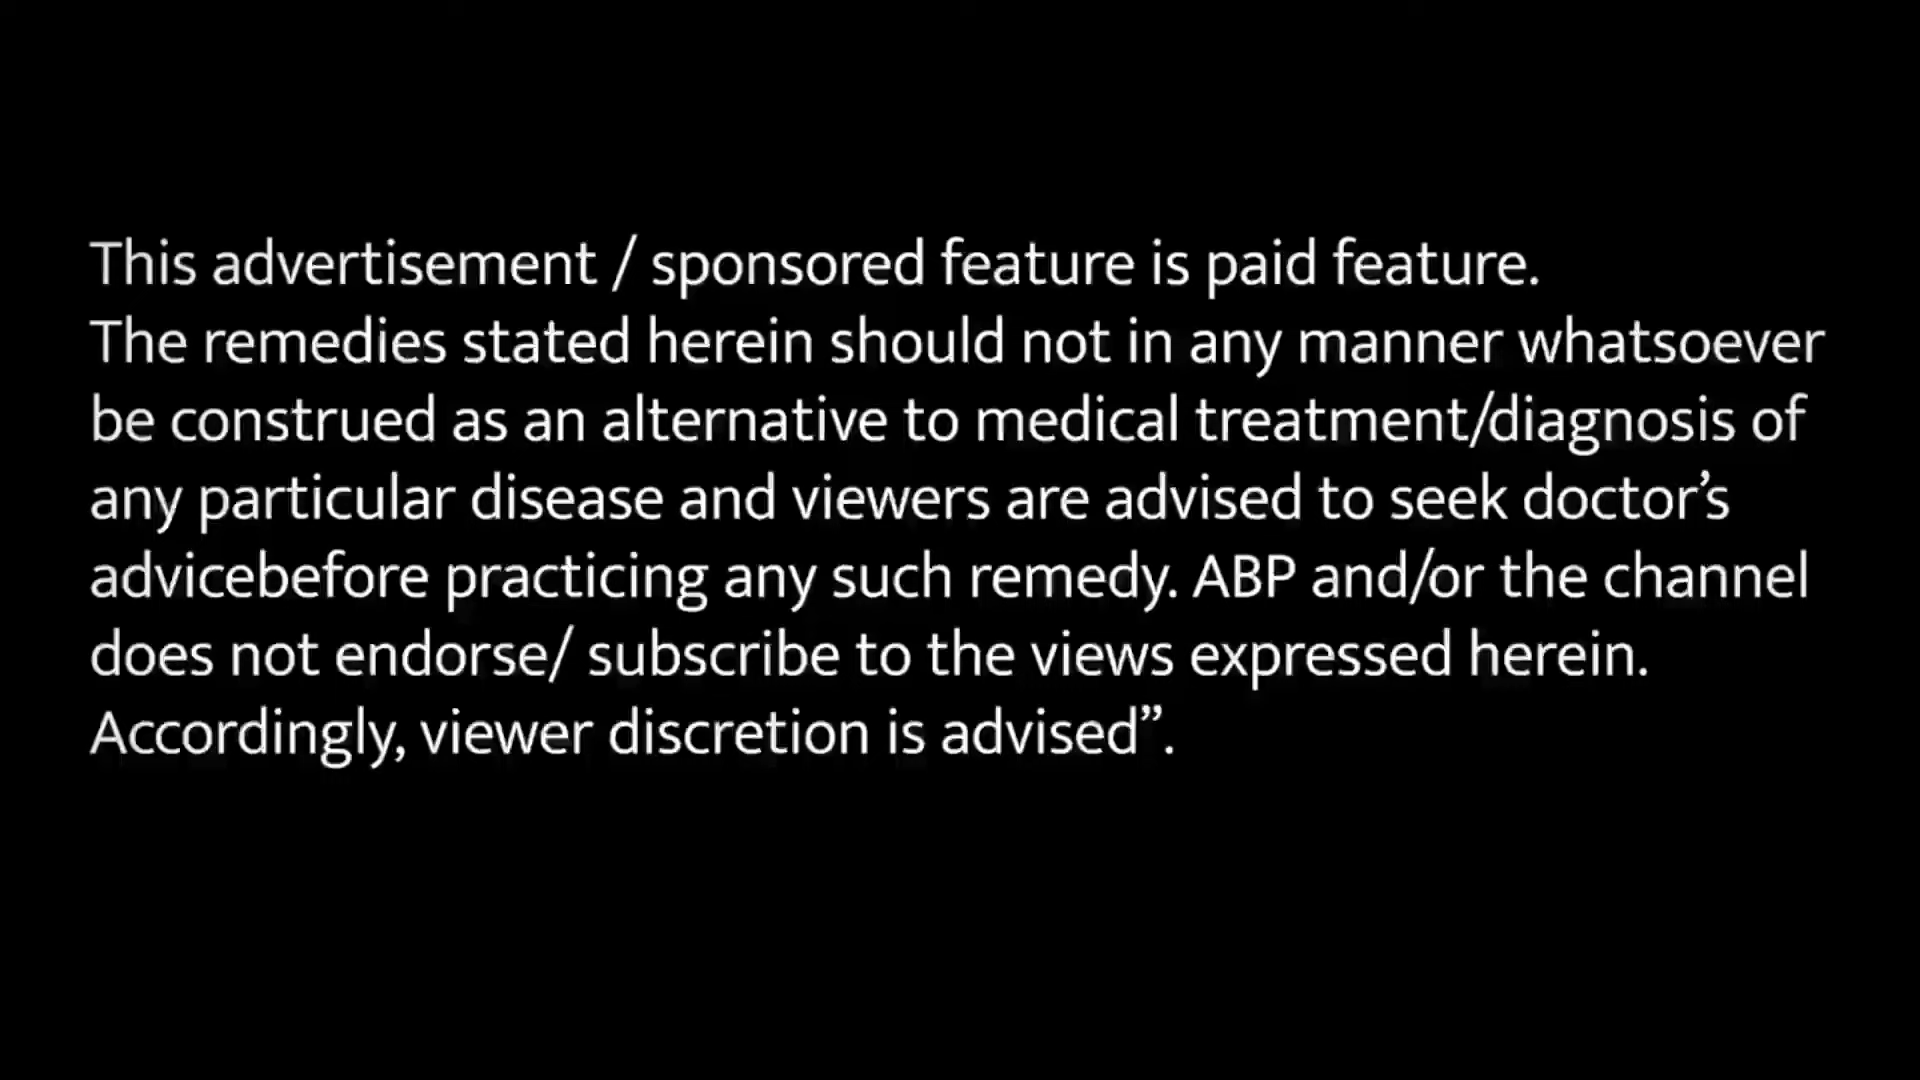 This advertisement / sponsored feature is paid feature.
The remedies stated herein should not in any manner whatsoever
be construed as an alternative to medical treatment/diagnosis of
any particular disease and viewers are advised to seek doctor’s
advicebefore practicing any such remedy. ABP and/or the channel
does not endorse/ subscribe to the views expressed herein.
Accordingly, viewer discretion is advised”.